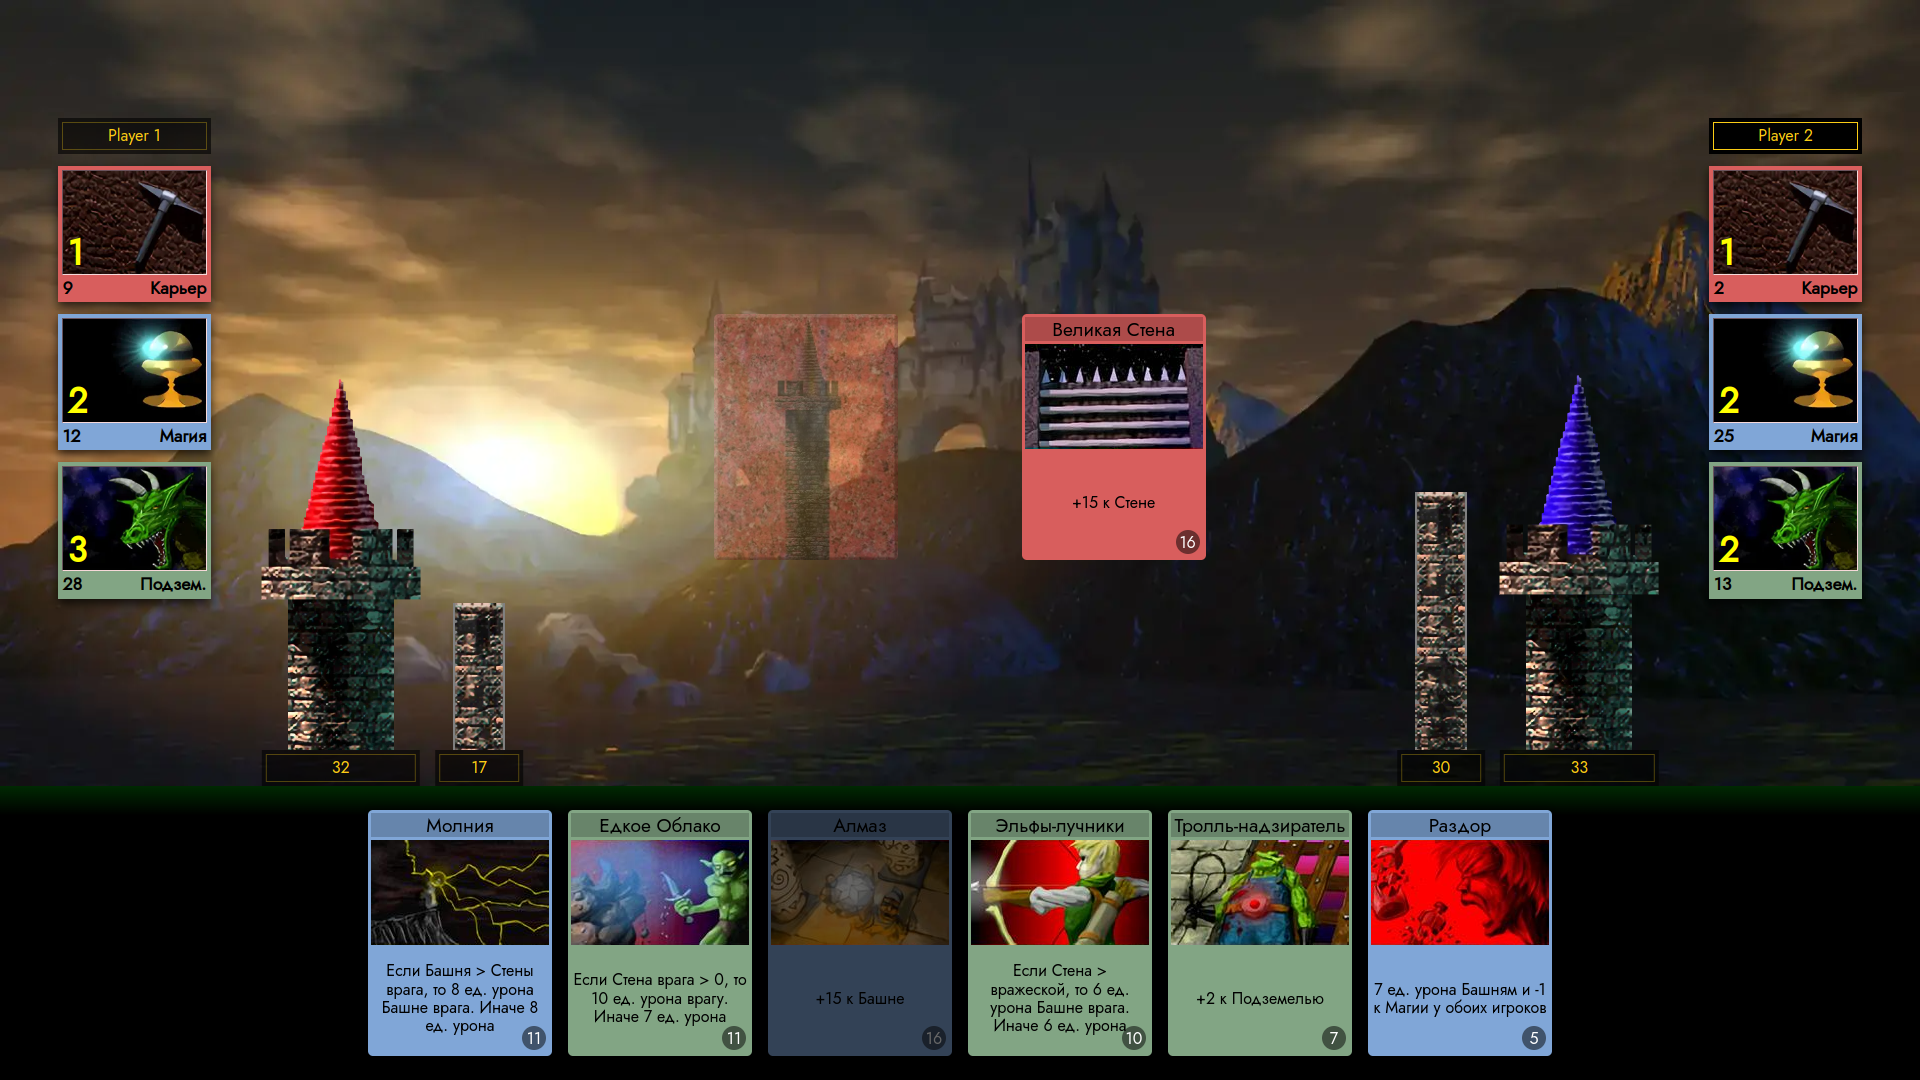 Player 1
1
9 Карьер
2
12 Магия
3
28 Подзем.
Великая Стена
+15 к Стене
16
Player 2
1
2 Карьер
2
25 Магия
2
13 Подзем.
32
17
30
33
Молния
Если Башня > Стены
врага, то 8 ед. урона
Башне врага. Иначе 8
ед. урона
11
Едкое Облако
Если Стена врага > 0, то
10 ед. урона врагу.
Иначе 7 ед. урона
11
Алмаз
+15 к Башне
16
Эльфы-лучники
Если Стена >
вражеской, то 6 ед.
урона Башне врага.
Иначе 6 ед. урона
10
Тролль-надзиратель
+2 к Подземелью
7
Раздор
7 ед. урона Башням и -1
к Магии у обоих игроков
5